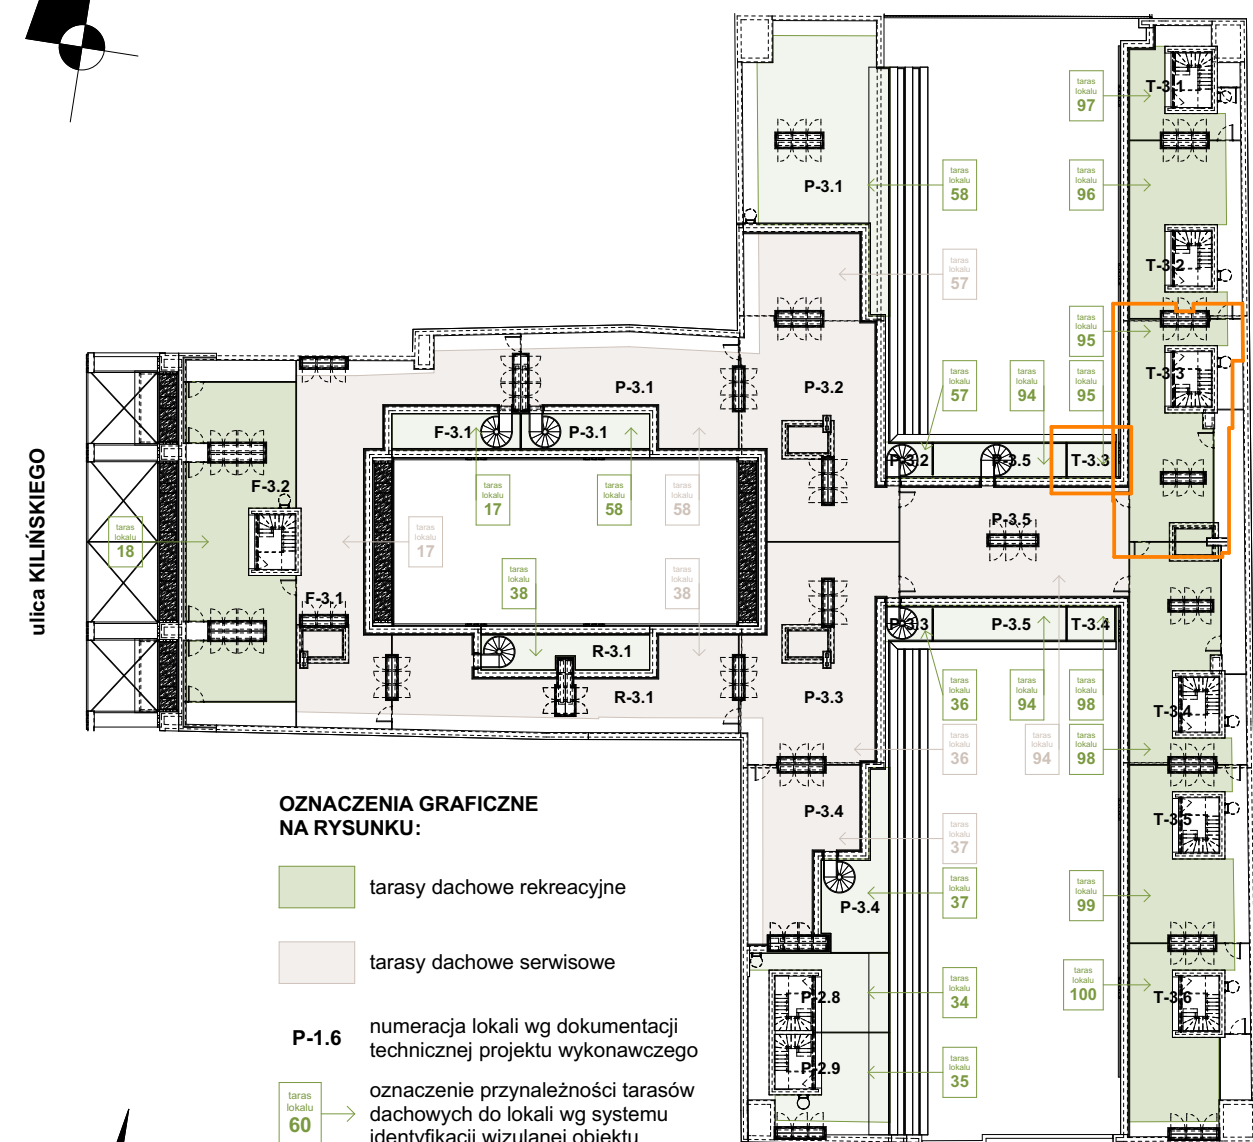 T-3.1
taras
lokalu
97
P-3.1
taras
lokalu
58
taras
lokalu
96
T-3.2
taras
lokalu
57
taras
lokalu
95
T-3.3
P-3.1
P-3.2
taras
lokalu
57
taras
lokalu
94
taras
lokalu
95
F-3.1
P-3.1
P-3.2
P-3.5
T-3.3
F-3.2
taras
lokalu
17
taras
lokalu
58
taras
lokalu
58
taras
lokalu
18
taras
lokalu
17
P-3.5
ulica KILIŃSKIEGO
taras
lokalu
38
taras
lokalu
38
F-3.1
R-3.1
P-3.3
P-3.5
T-3.4
R-3.1
P-3.3
taras
lokalu
36
taras
lokalu
94
taras
lokalu
98
T-3.4
taras
lokalu
36
taras
lokalu
94
taras
lokalu
98
OZNACZENIA GRAFICZNE
NA RYSUNKU:
P-3.4
T-3.5
taras
lokalu
37
tarasy dachowe rekreacyjne
taras
lokalu
37
P-3.4
taras
lokalu
99
tarasy dachowe serwisowe
P-2.8
taras
lokalu
34
taras
lokalu
100
T-3.6
P-1.6
numeracja lokali wg dokumentacji
technicznej projektu wykonawczego
P-2.9
taras
lokalu
35
taras
lokalu
60
oznaczenie przynależności tarasów
dachowych do lokali wg systemu
identyfikacji wizulanej obiektu